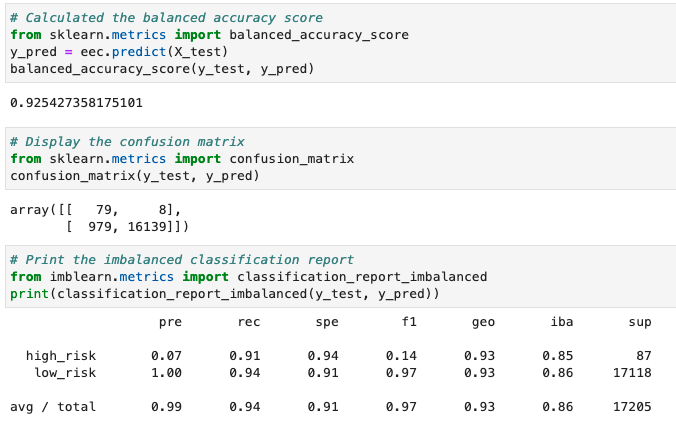 # Calculated the balanced accuracy score
from sklearn.metrics import balanced_accuracy_score
y_pred = eec.predict(X_test)
balanced_accuracy_score(y_test, y_pred)
0.925427358175101
# Display the confusion matrix
from sklearn.metrics import confusion_matrix
confusion_matrix(y_test, y_pred)
array([[   79,     8],
       [  979, 16139]])
# Print the imbalanced classification report
from imblearn.metrics import classification_report_imbalanced
print(classification_report_imbalanced(y_test, y_pred))
                   pre       rec       spe        f1       geo       iba       sup
  high_risk       0.07      0.91      0.94      0.14      0.93      0.85        87
   low_risk       1.00      0.94      0.91      0.97      0.93      0.86     17118
avg / total       0.99      0.94      0.91      0.97      0.93      0.86     17205